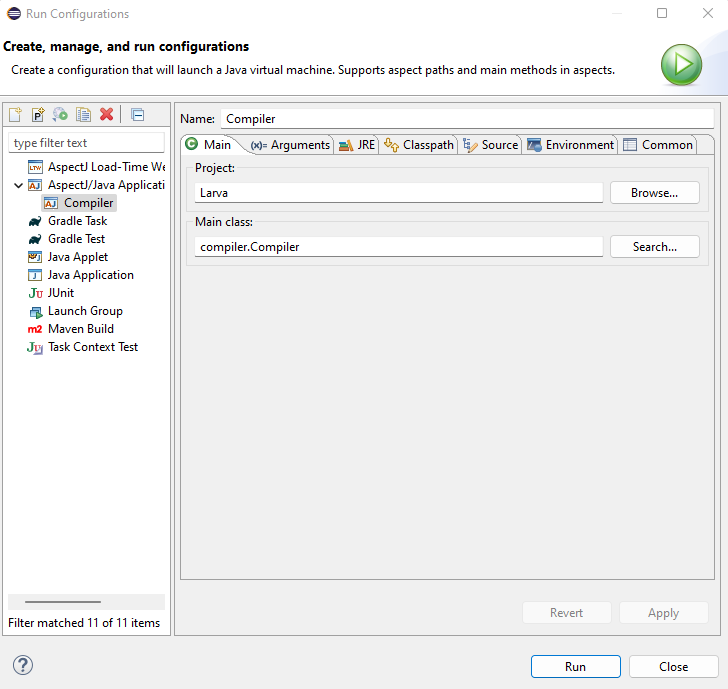 Run Configurations
Create, manage, and run configurations
Create a configuration that will launch a Java virtual machine. Supports aspect paths and main methods in aspects.
type filter text
AspectJ Load-Time We
AspectJ/Java Applicati
Compiler
Gradle Task
Gradle Test
Java Applet
Java Application
JUnit
Launch Group
Maven Build
Task Context Test
Filter matched 11 of 11 items
Name: Compiler
Main (x)= Arguments JRE Classpath Source Environment Common
Project:
Larva Browse...
Main class:
compiler.Compiler Search...
Revert Apply
Run Close